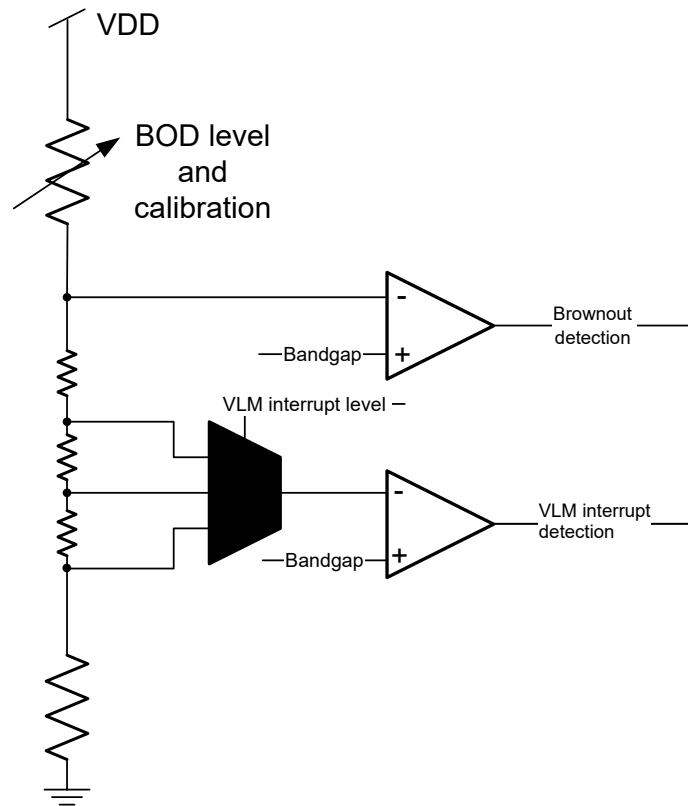 VDD
BOD level
and
calibration
-
Bandgap
+
Brownout
detection
VLM interrupt level
-
Bandgap
+
VLM interrupt
detection